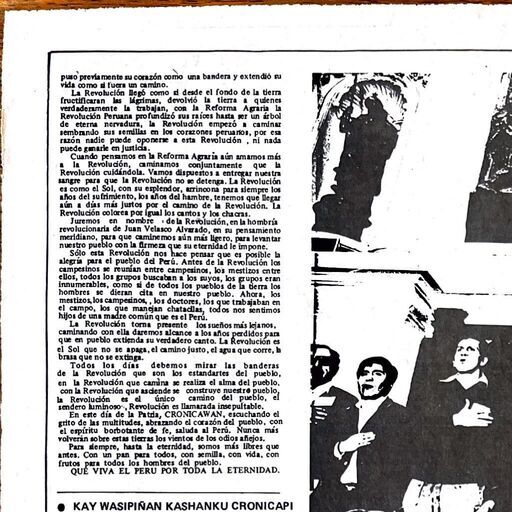 puso previamente su corazón como una bandera y extendió su
vida como si fuera un camino.
La Revolución llegó como si desde el fondo de la tierra
fructificaran las lágrimas, devolvió la tierra a quienes
verdaderamente la trabajan, con la Reforma Agraria la
Revolución Peruana profundizó sus raíces hasta ser un árbol
de eterna nervadura, la Revolución empezó a caminar
sembrando sus semillas en los corazones peruanos, por esa
razón nadie puede oponerse a esta Revolución , ni nada
puede ganarle en justicia.
Cuando pensamos en la Reforma Agraria aún amamos más
a la Revolución, caminamos conjuntamente que la
Revolución cuidándola. Vamos dispuestos a entregar nuestra
sangre para que la Revolución no se detenga. La Revolución
es como el Sol, con su esplendor, arrincona para siempre los
años del sufrimiento, los años del hambre, tenemos que llegar
aún a días más justos por el camino de la Revolución. La
Revolución colorea por igual los cantos y los chacras.
Juremos en nombre de la Revolución, en la hombría
revolucionaria de Juan Velasco Alvarado, en su pensamiento
meridiano, para que caminemos aún más ligero, para levantar
nuestro pueblo con la firmeza que su eternidad le impone.
Sólo esta Revolución nos hace pensar que es posible la
alegría para el pueblo del Perú. Antes de la Revolución los
campesinos se reunían entre campesinos, los mestizos entre
ellos, todos los grupos buscaban a los suyos, los grupos eran
innumerables, como si de todos los pueblos de la tierra los
hombres se dieran cita en nuestro pueblo. Ahora, los
mestizos, los campesinos, , los doctores, los que trabajaban en
el campo, los que manejan chatacllas, todos nos sentimos
hijos de una madre común que es el Perú.
La Revolución torna presente los sueños más lejanos,
caminando con ella daremos alcance a los años perdidos para
que en pueblo extienda su verdadero canto. La Revolución es
el Sol que no se apaga, el camino justo, el agua que corre, la
brasa que no se extinga.
Todos los días debemos mirar las banderas
de la Revolución que son los estandartes del pueblo,
en la Revolución que camina se realiza el alma del pueblo,
con la Revolución que asciende se construye nuestro pueblo,
la Revolución es el único camino del pueblo, el
sendero luminoso-, Revolución es llamarada insepultable.
En este día de la Patria, CRONICAWAN, escuchando el
grito de las multitudes, abrazando el corazón del pueblo, con
el espíritu borbotante de fe, saluda al Perú. Nunca más
volverán sobre estas tierras los vientos de los odios añejos.
Para siempre, hasta la eternidad, somos más libres que
antes. Con un pan para todos, con semilla, con vida, con
frutos para todos los hombres del pueblo.
QUE VIVA EL PERU POR TODA LA ETERNIDAD.
● KAY WASIPIÑAN KASHANKU CRONICAPI